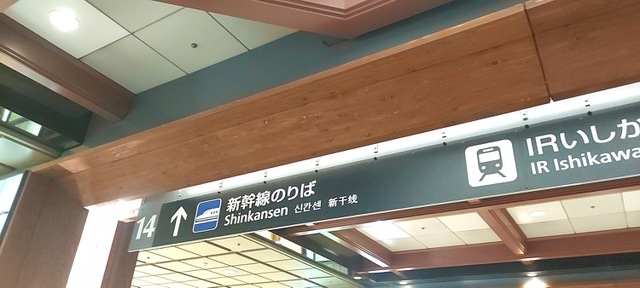 14 ↑ 新幹線のりば
Shinkansen 신칸센 新干线
IRいしか
IR Ishikawa